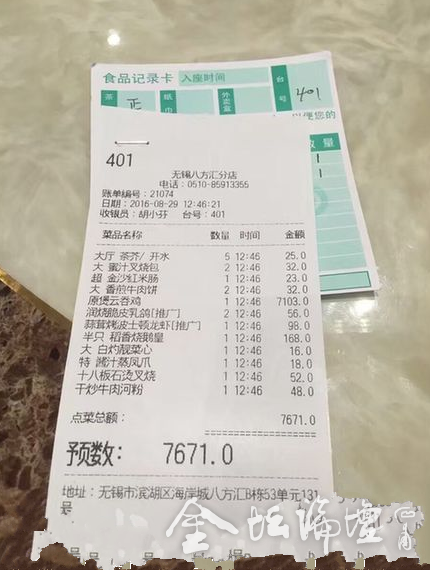 食品记录卡 入座时间
茶 正 纸巾 外卖盒 台号 401
便您的
数量
401
无锡八方汇分店
电话:0510-85913355
账单编号:21074
日期:2016-08-29 12:46:21
收银员:胡小芬 台号:401
菜品名称 数量 时间 金额
大厅 茶芥/ 开水 5 12:46 25.0
大 蜜汁叉烧包 2 12:46 32.0
超 金沙红米肠 1 12:46 23.0
大 香煎牛肉饼 2 12:46 32.0
原煲云吞鸡 1 12:46 7103.0
润烧脆皮乳鸽[推广] 2 12:46 56.0
蒜茸烤波士顿龙虾[推广] 1 12:46 98.0
半只 稻香烧鹅皇 1 12:46 168.0
大 白灼靓菜心 1 12:46 16.0
特 酱汁蒸凤爪 1 12:46 18.0
十八板石烫叉烧 1 12:46 52.0
干炒牛肉河粉 1 12:46 48.0
点菜总额: 7671.0
预数: 7671.0
地址:无锡市滨湖区海岸城八方汇B栋53单元131
号
金坛论坛